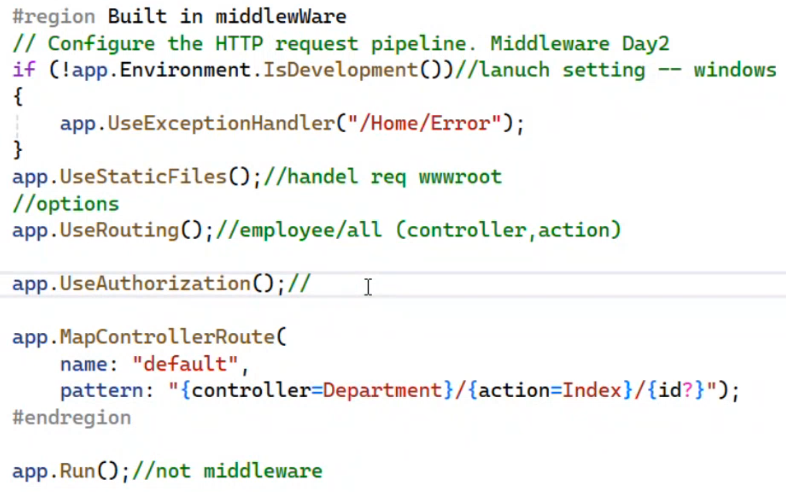 #region Built in middlewWare
// Configure the HTTP request pipeline. Middleware Day2
if (!app.Environment.IsDevelopment())//lanuch setting -- windows
{
app.UseExceptionHandler("/Home/Error");
}
app.UseStaticFiles();//handel req wwwroot
//options
app.UseRouting();//employee/all (controller,action)
app.UseAuthorization();//
app.MapControllerRoute(
name: "default",
pattern: "{controller=Department}/{action=Index}/{id?}");
#endregion
app.Run();//not middleware